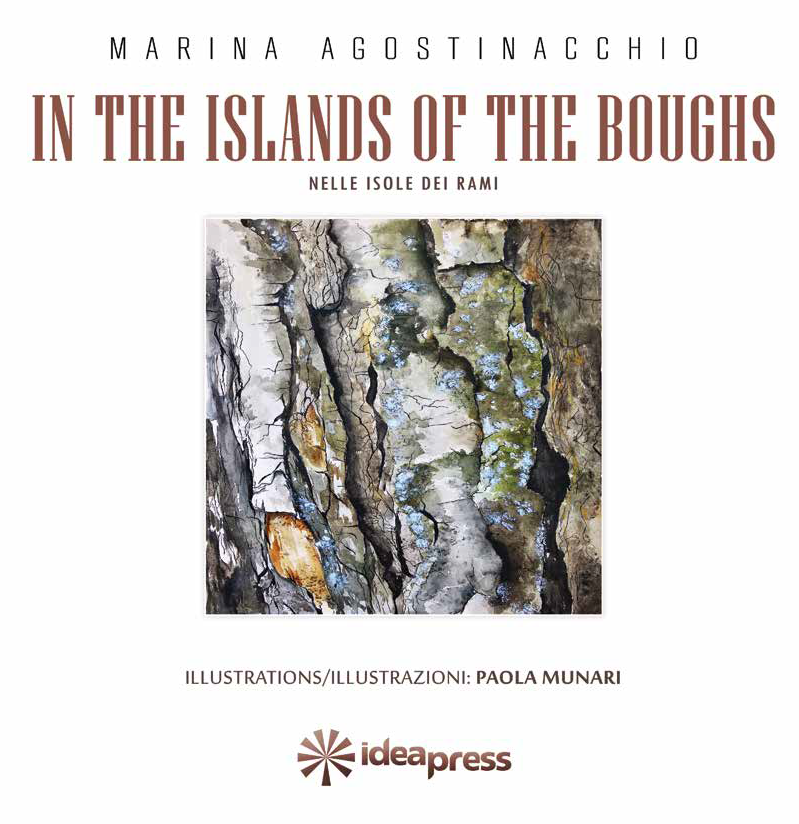 MARINA AGOSTINACCHIO
IN THE ISLANDS OF THE BOUGHS
NELLE ISOLE DEI RAMI
ILLUSTRATIONS/ILLUSTRAZIONI: PAOLA MUNARI
ideapress